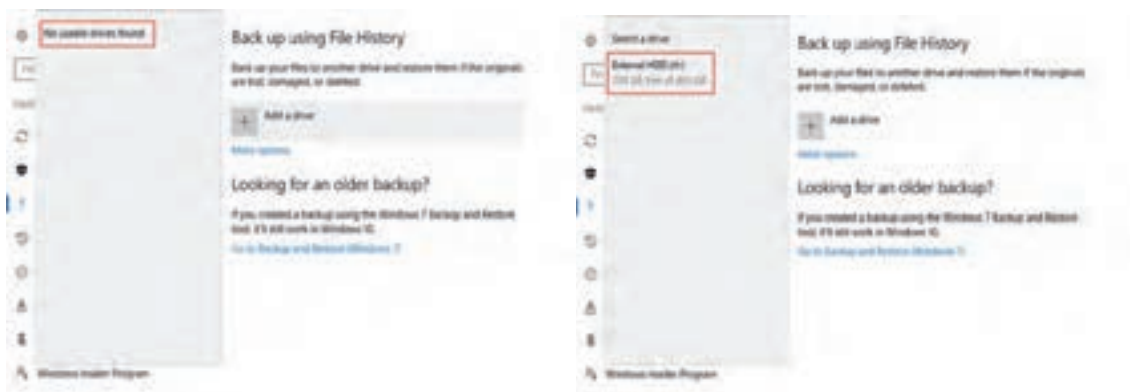 No usable drives found
Back up using File History
Back up your files to another drive and restore them if the originals
are lost, damaged, or deleted.
Add a drive
More options
Looking for an older backup?
If you created a backup using the Windows 7 Backup and Restore
tool, it'll still work in Windows 10.
Go to Backup and Restore (Windows 7)
Windows Insider Program
Select a drive
External HDD
Back up using File History
Back up your files to another drive and restore them if the originals
are lost, damaged, or deleted.
Add a drive
More options
Looking for an older backup?
If you created a backup using the Windows 7 Backup and Restore
tool, it'll still work in Windows 10.
Go to Backup and Restore (Windows 7)
Windows Insider Program